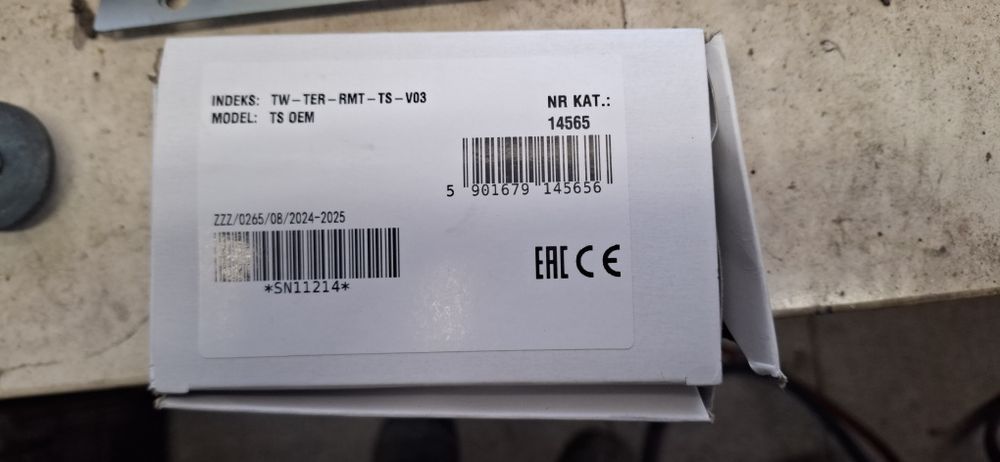 INDEKS: TW-TER-RMT-TS-V03
MODEL: TS OEM
NR KAT.:
14565
5 901679 145656
ZZZ/0265/08/2024-2025
*SN11214*
EAC CE